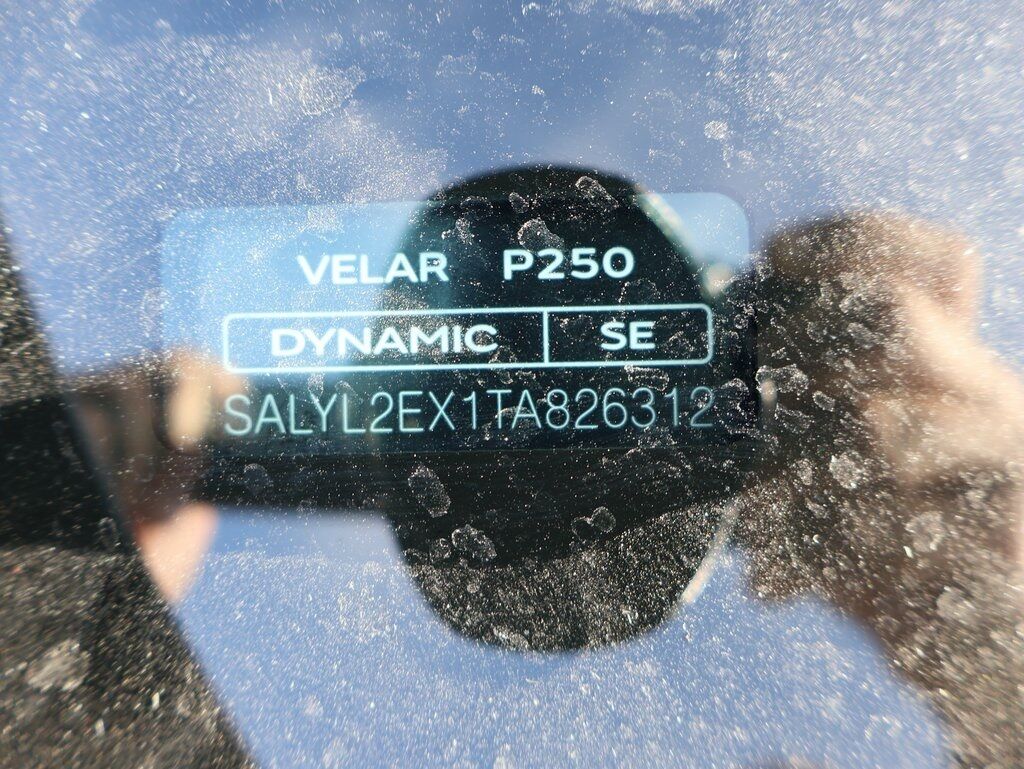 VELAR P250
DYNAMIC SE
SALYL2EX1TA826312